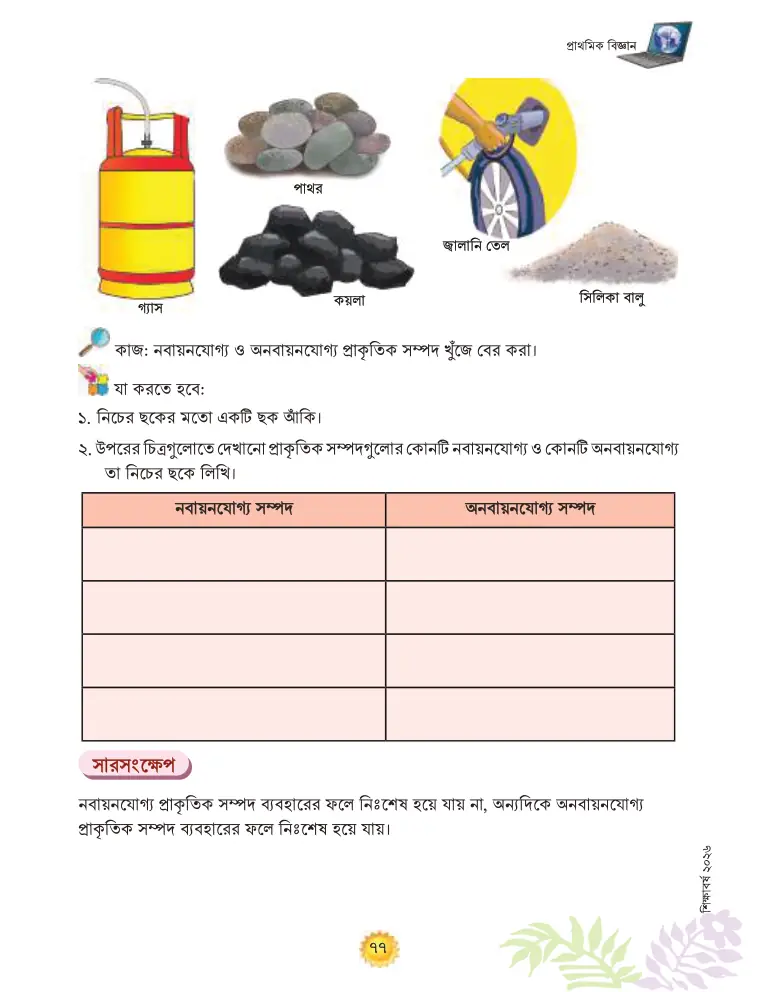 প্রাথমিক বিজ্ঞান
পাথর
জ্বালানি তেল
গ্যাস
কয়লা
সিলিকা বালু
কাজ: নবায়নযোগ্য ও অনবায়নযোগ্য প্রাকৃতিক সম্পদ খুঁজে বের করা।
যা করতে হবে:
১. নিচের ছকের মতো একটি ছক আঁকি।
২. উপরের চিত্রগুলোতে দেখানো প্রাকৃতিক সম্পদগুলোর কোনটি নবায়নযোগ্য ও কোনটি অনবায়নযোগ্য
তা নিচের ছকে লিখি।
নবায়নযোগ্য সম্পদ
অনবায়নযোগ্য সম্পদ
সারসংক্ষেপ
নবায়নযোগ্য প্রাকৃতিক সম্পদ ব্যবহারের ফলে নিঃশেষ হয়ে যায় না, অন্যদিকে অনবায়নযোগ্য
প্রাকৃতিক সম্পদ ব্যবহারের ফলে নিঃশেষ হয়ে যায়।
শিক্ষাবর্ষ ২০২৬
৭৭